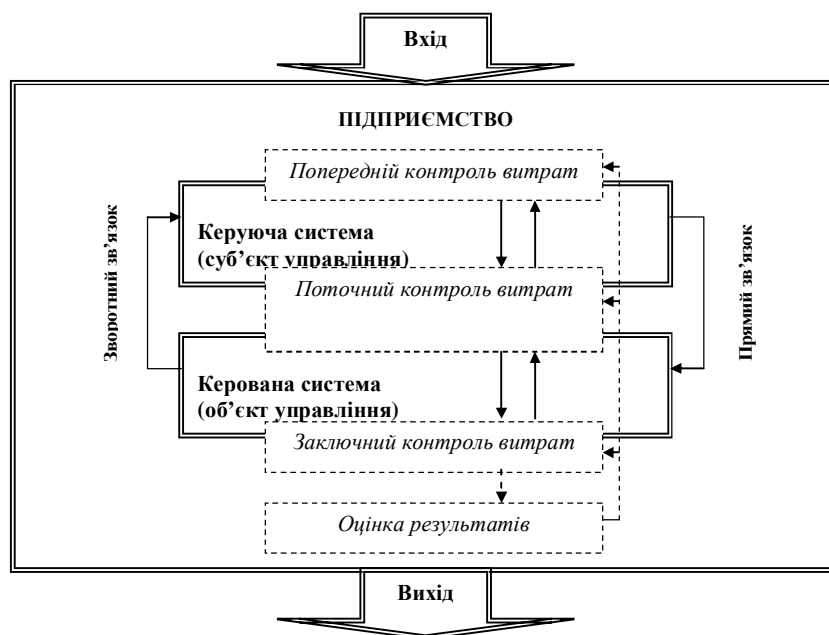 Вхід
ПІДПРИЄМСТВО
Попередній контроль витрат
Керуюча система
(суб’єкт управління)
Поточний контроль витрат
Зворотний зв’язок
Прямий зв’язок
Керована система
(об’єкт управління)
Заключний контроль витрат
Оцінка результатів
Вихід